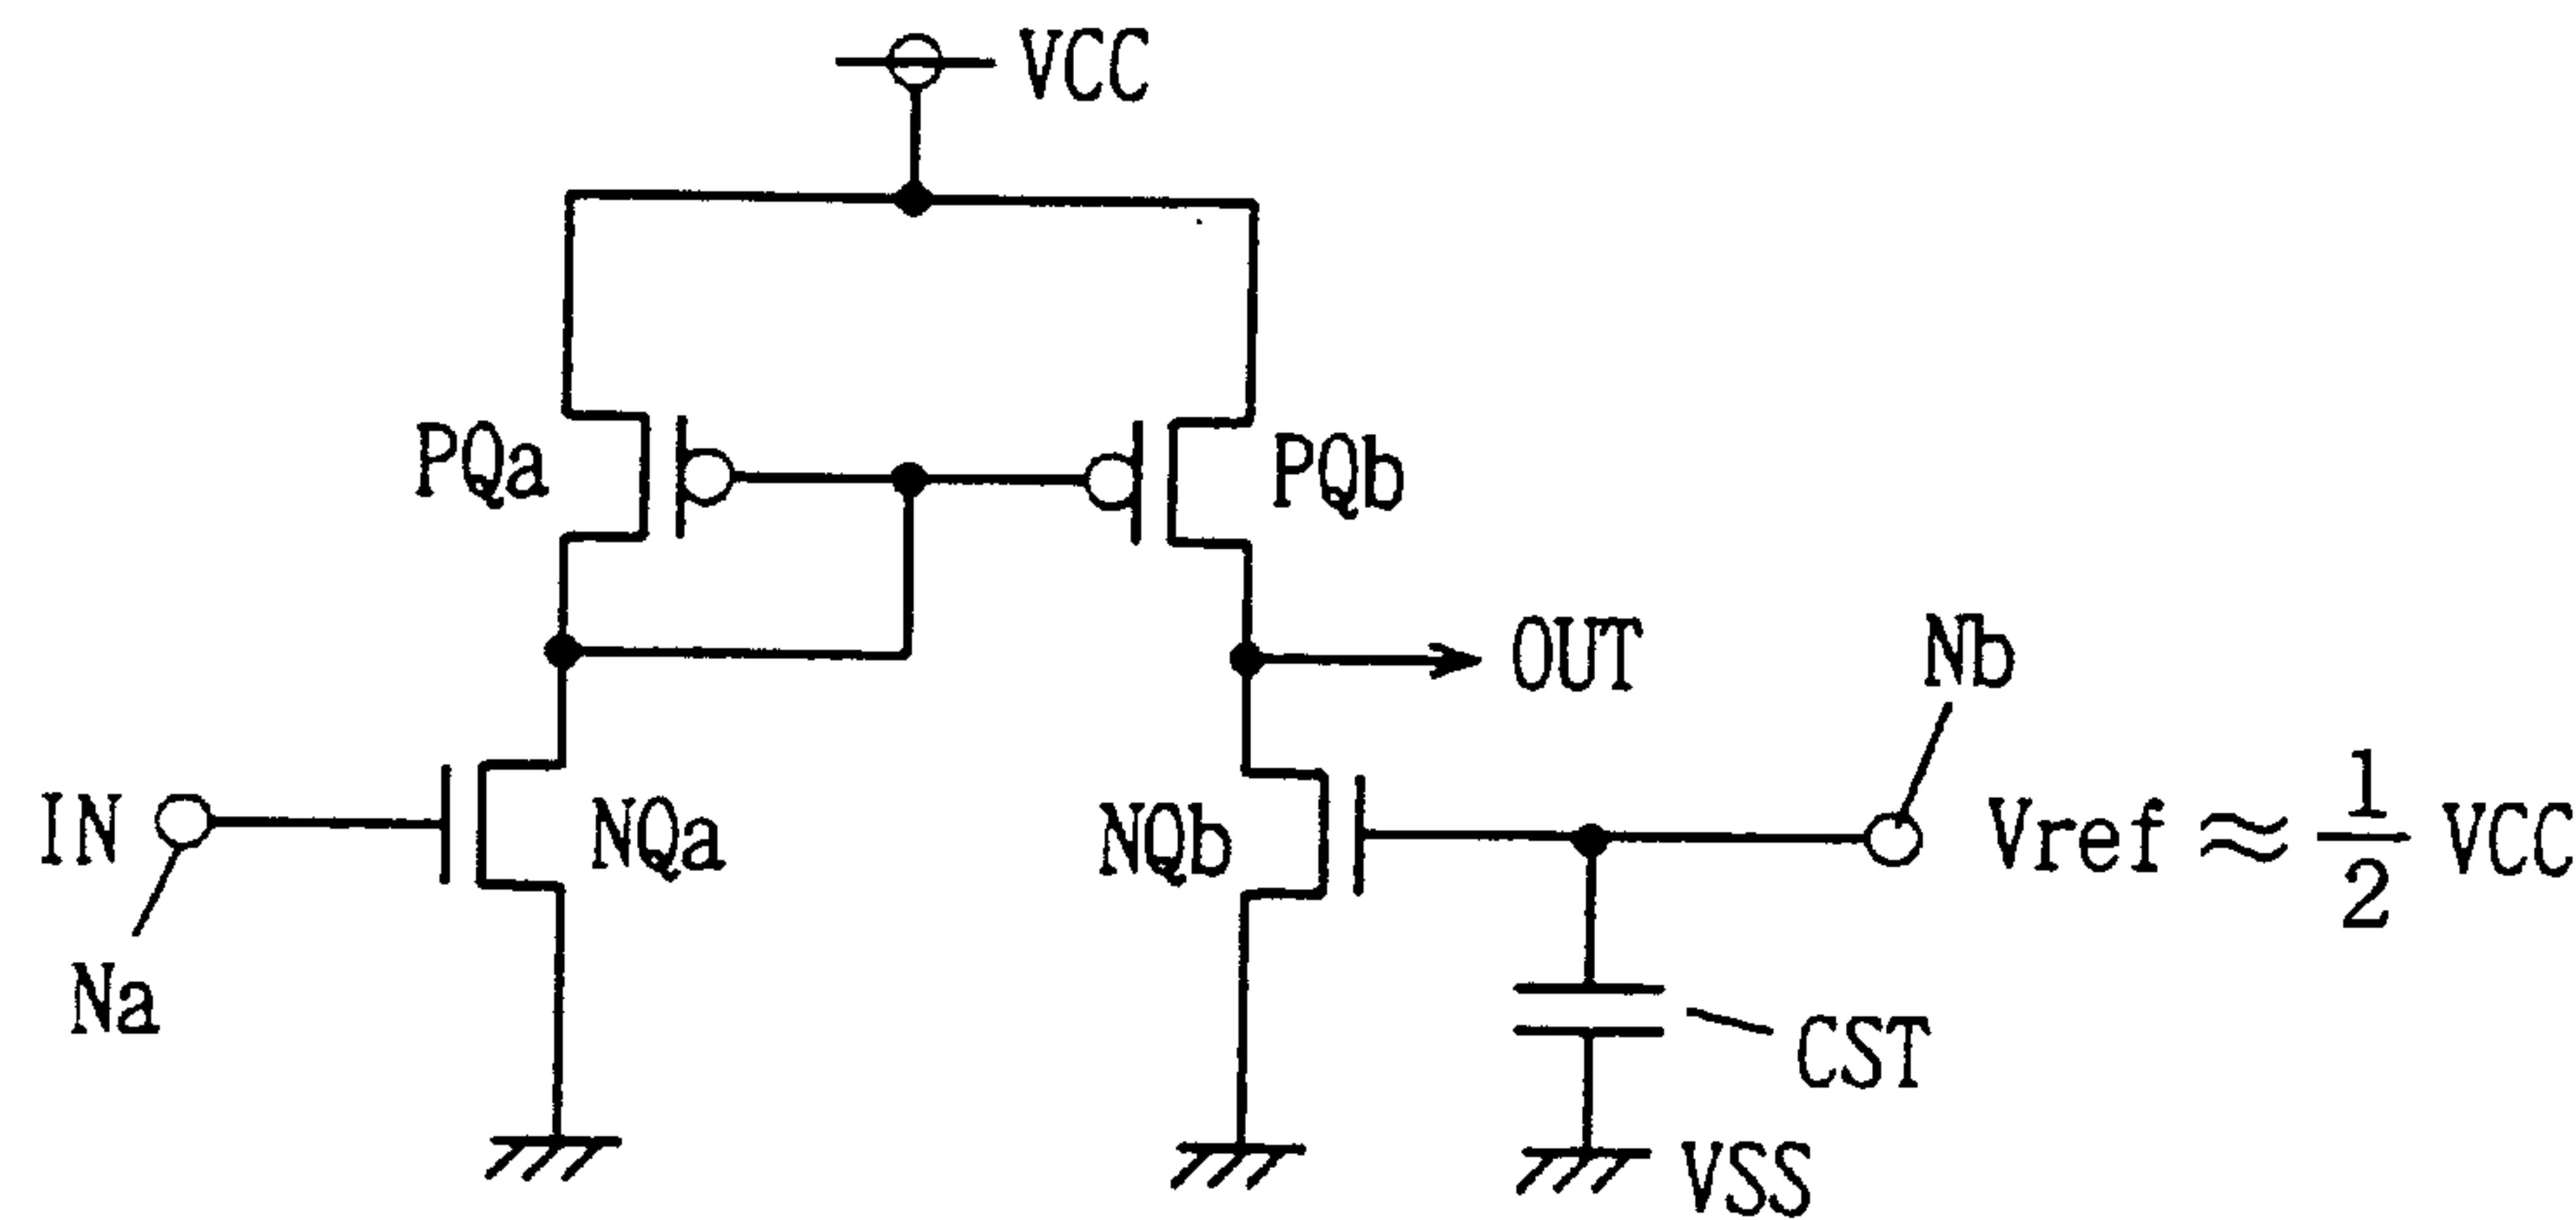 VCC
PQa
PQb
OUT
Nb
IN
NQa
NQb
Vref ≈ 1/2 VCC
Na
CST
VSS